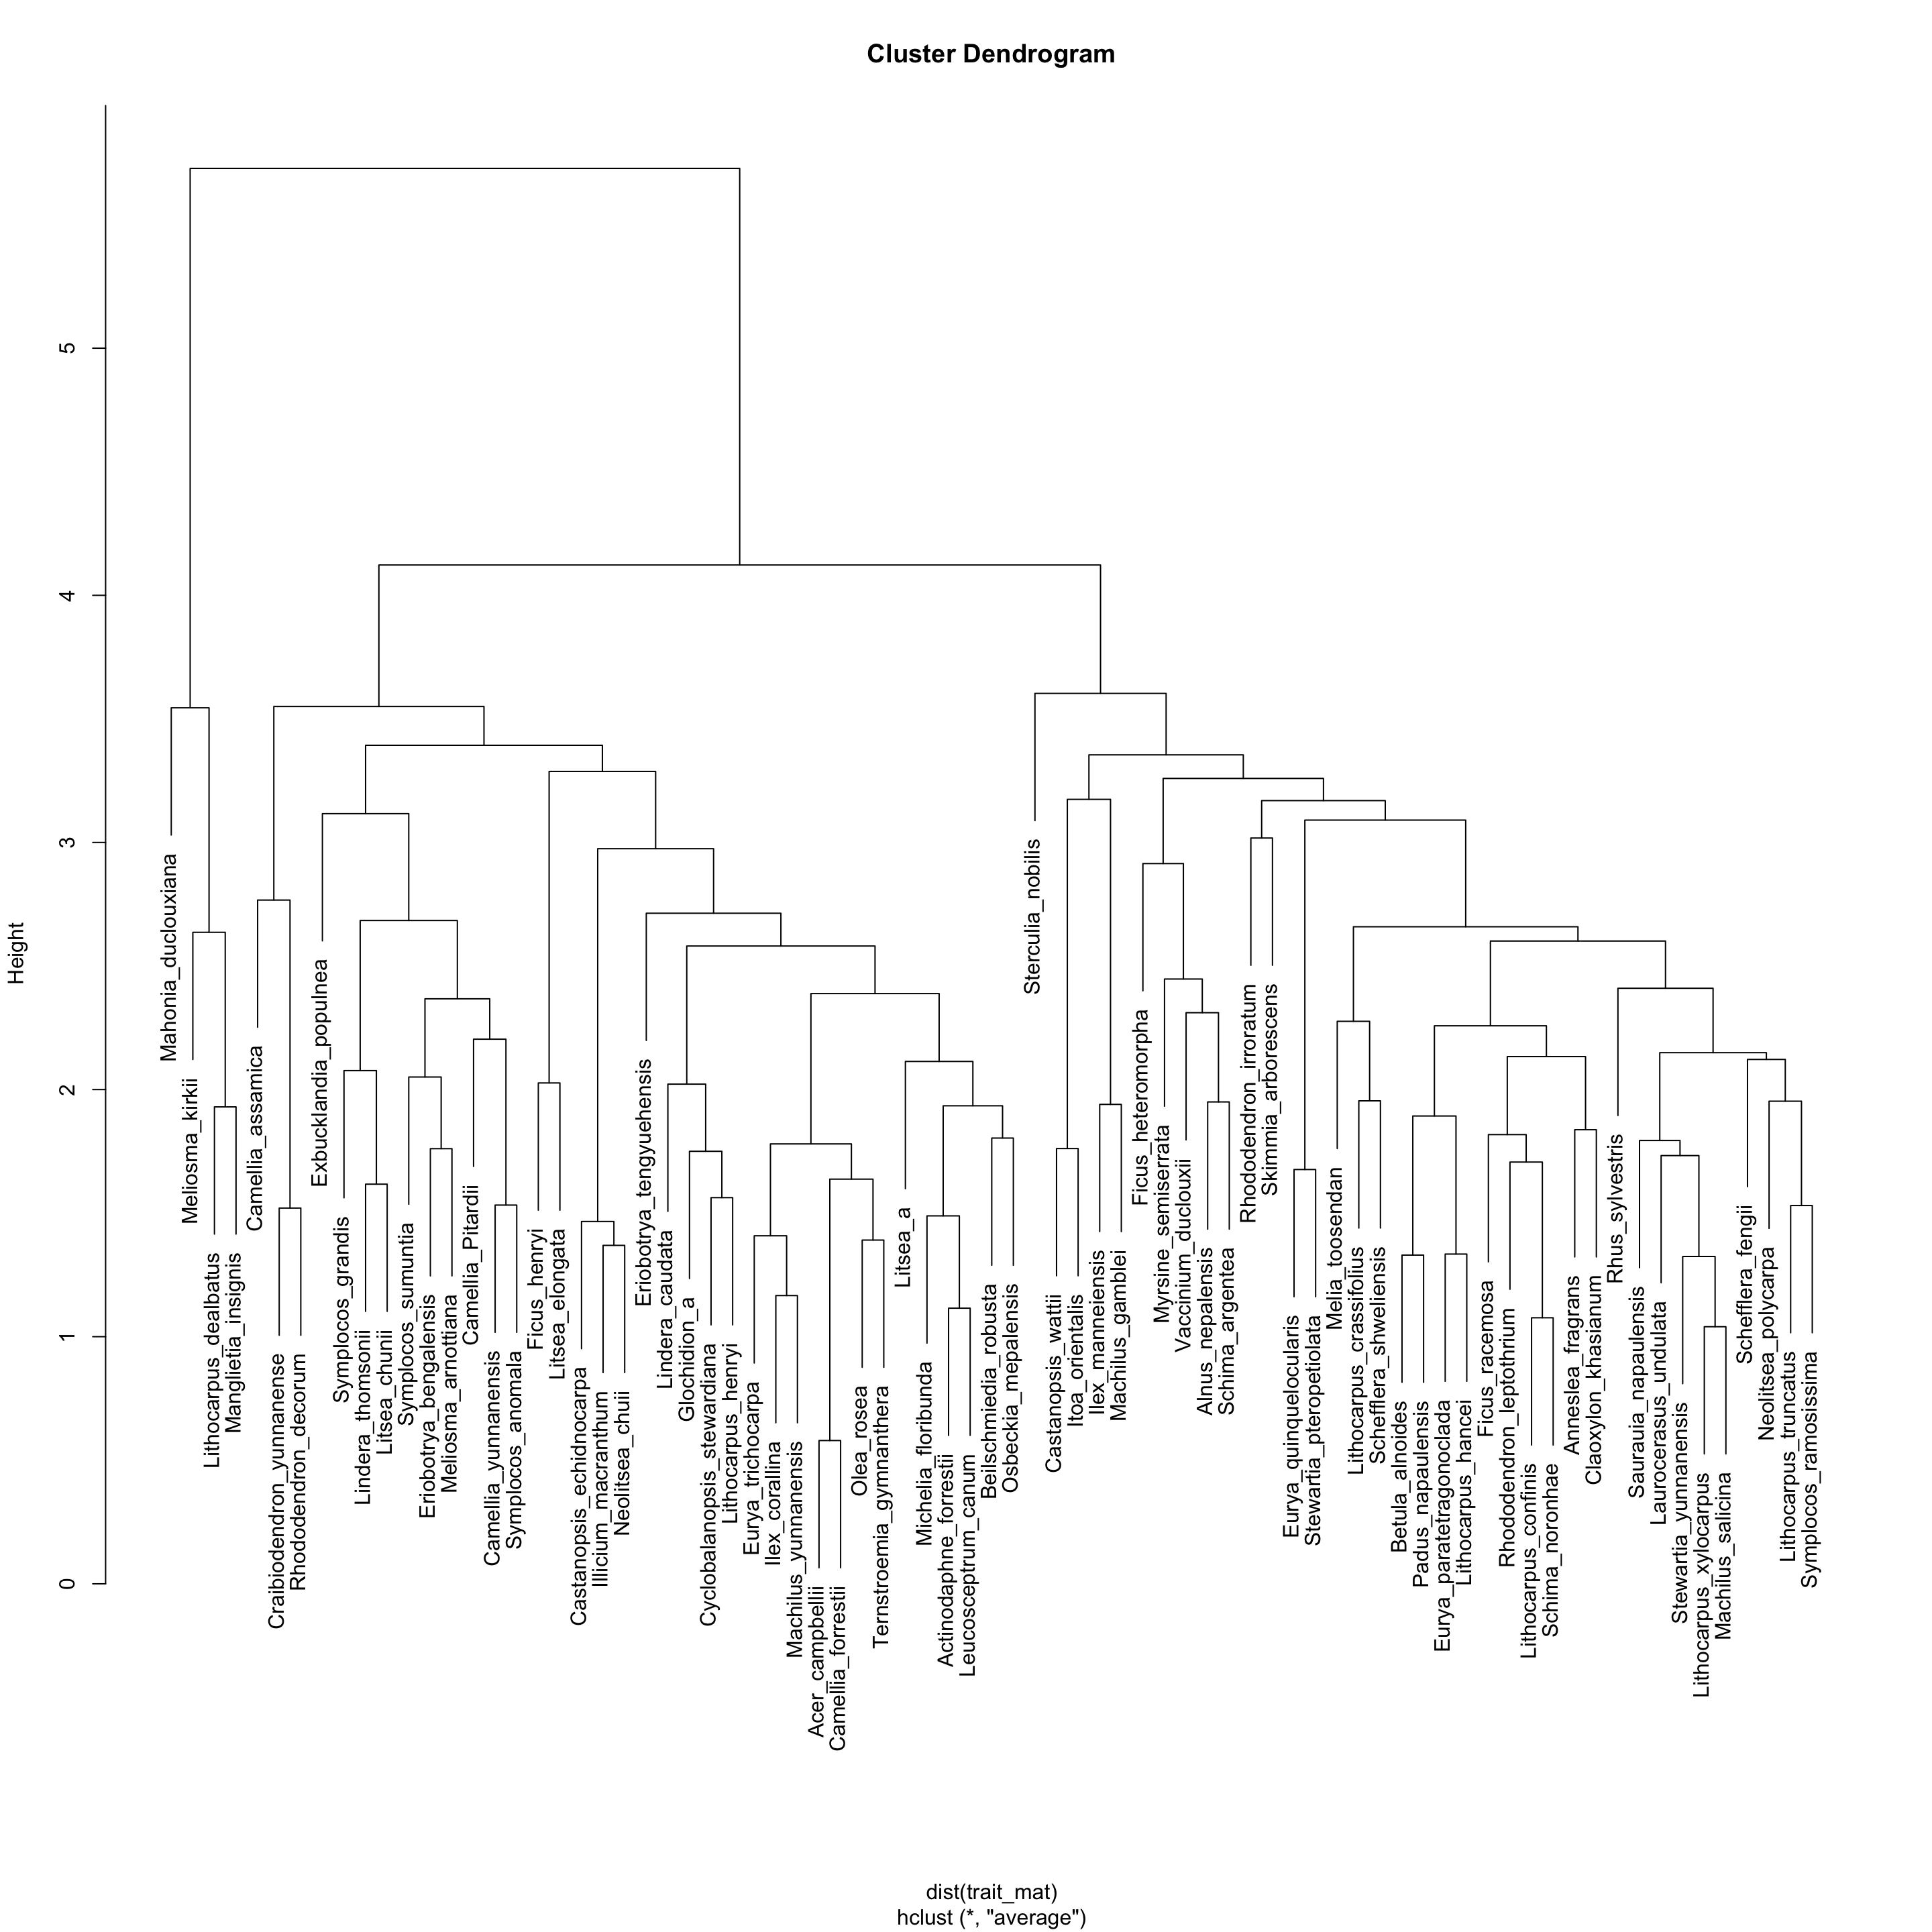 Cluster Dendrogram
Height
0
1
2
3
4
5
Mahonia_duclouxiana
Meliosma_kirkii
Lithocarpus_dealbatus
Manglietia_insignis
Camellia_assamica
Craibiodendron_yunnanense
Rhododendron_decorum
Exbucklandia_populnea
Symplocos_grandis
Lindera_thomsonii
Litsea_chunii
Symplocos_sumuntia
Eriobotrya_bengalensis
Meliosma_arnottiana
Camellia_Pitardii
Camellia_yunnanensis
Symplocos_anomala
Ficus_henryi
Litsea_elongata
Castanopsis_echidnocarpa
Illicium_macranthum
Neolitsea_chuii
Eriobotrya_tengyuehensis
Lindera_caudata
Glochidion_a
Cyclobalanopsis_stewardiana
Lithocarpus_henryi
Eurya_trichocarpa
Ilex_corallina
Machilus_yunnanensis
Acer_campbellii
Camellia_forrestii
Olea_rosea
Ternstroemia_gymnanthera
Litsea_a
Michelia_floribunda
Actinodaphne_forrestii
Leucosceptrum_canum
Beilschmiedia_robusta
Osbeckia_mepalensis
Sterculia_nobilis
Castanopsis_wattii
Itoa_orientalis
Ilex_manneiensis
Machilus_gamblei
Ficus_heteromorpha
Myrsine_semiserrata
Vaccinium_duclouxii
Alnus_nepalensis
Schima_argentea
Rhododendron_irroratum
Skimmia_arborescens
Eurya_quinquelocularis
Stewartia_pteropetiolata
Melia_toosendan
Lithocarpus_crassifolius
Schefflera_shweliensis
Betula_alnoides
Padus_napaulensis
Eurya_paratetragonoclada
Lithocarpus_hancei
Ficus_racemosa
Rhododendron_leptothrium
Lithocarpus_confinis
Schima_noronhae
Anneslea_fragrans
Claoxylon_khasianum
Rhus_sylvestris
Saurauia_napaulensis
Laurocerasus_undulata
Stewartia_yunnanensis
Lithocarpus_xylocarpus
Machilus_salicina
Schefflera_fengii
Neolitsea_polycarpa
Lithocarpus_truncatus
Symplocos_ramosissima
dist(trait_mat)
hclust (*, "average")